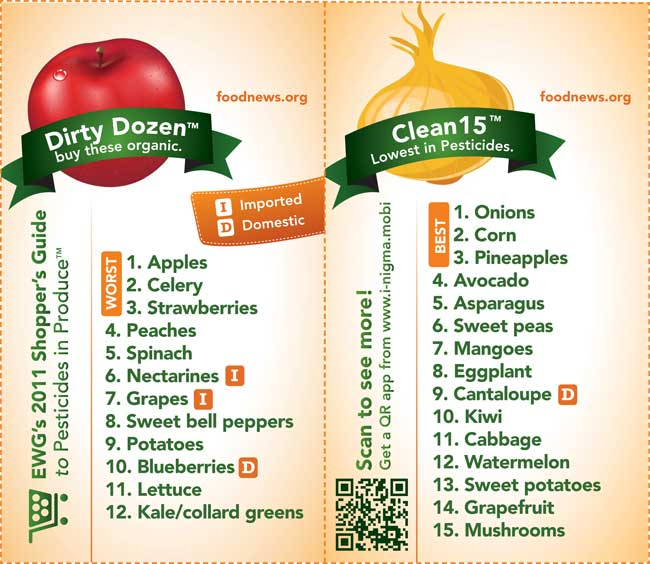 foodnews.org
Dirty Dozen™
buy these organic.
I Imported
D Domestic
EWG's 2011 Shopper's Guide
to Pesticides in Produce™
WORST
1. Apples
2. Celery
3. Strawberries
4. Peaches
5. Spinach
6. Nectarines I
7. Grapes I
8. Sweet bell peppers
9. Potatoes
10. Blueberries D
11. Lettuce
12. Kale/collard greens
foodnews.org
Clean15™
Lowest in Pesticides.
Scan to see more!
Get a QR app from www.i-nigma.mobi
BEST
1. Onions
2. Corn
3. Pineapples
4. Avocado
5. Asparagus
6. Sweet peas
7. Mangoes
8. Eggplant
9. Cantaloupe D
10. Kiwi
11. Cabbage
12. Watermelon
13. Sweet potatoes
14. Grapefruit
15. Mushrooms